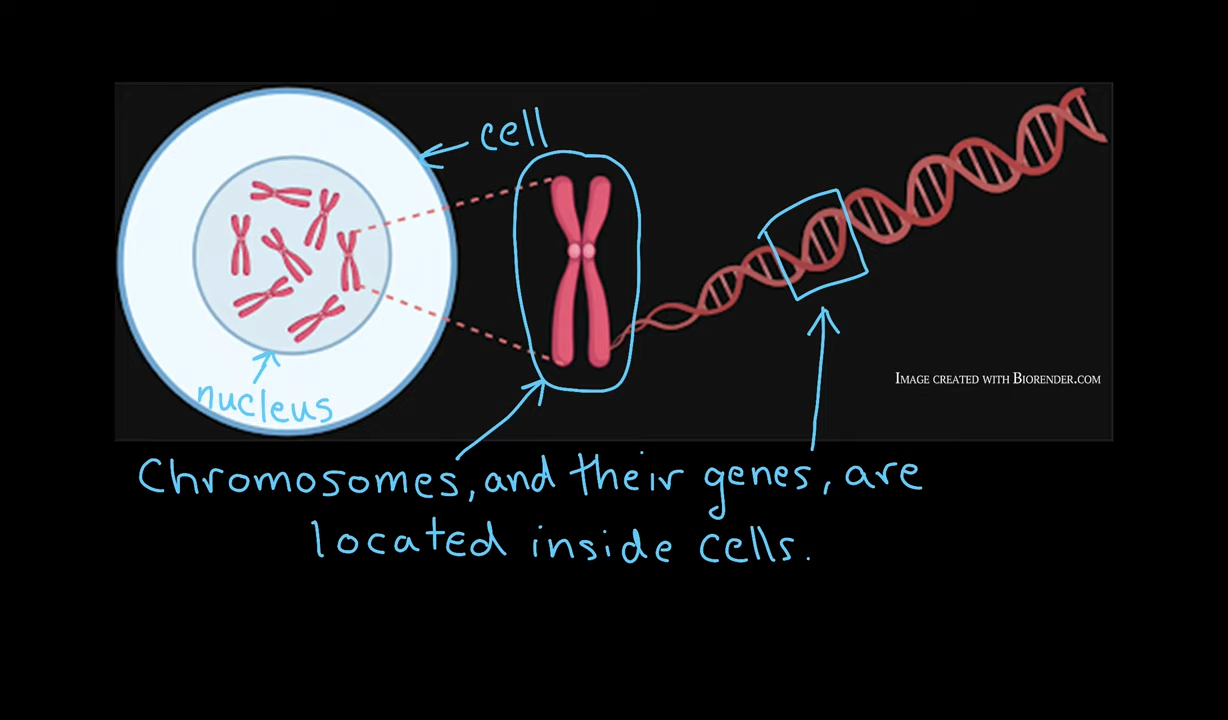 cell
nucleus
Image created with Biorender.com
Chromosomes, and their genes, are
located inside cells.